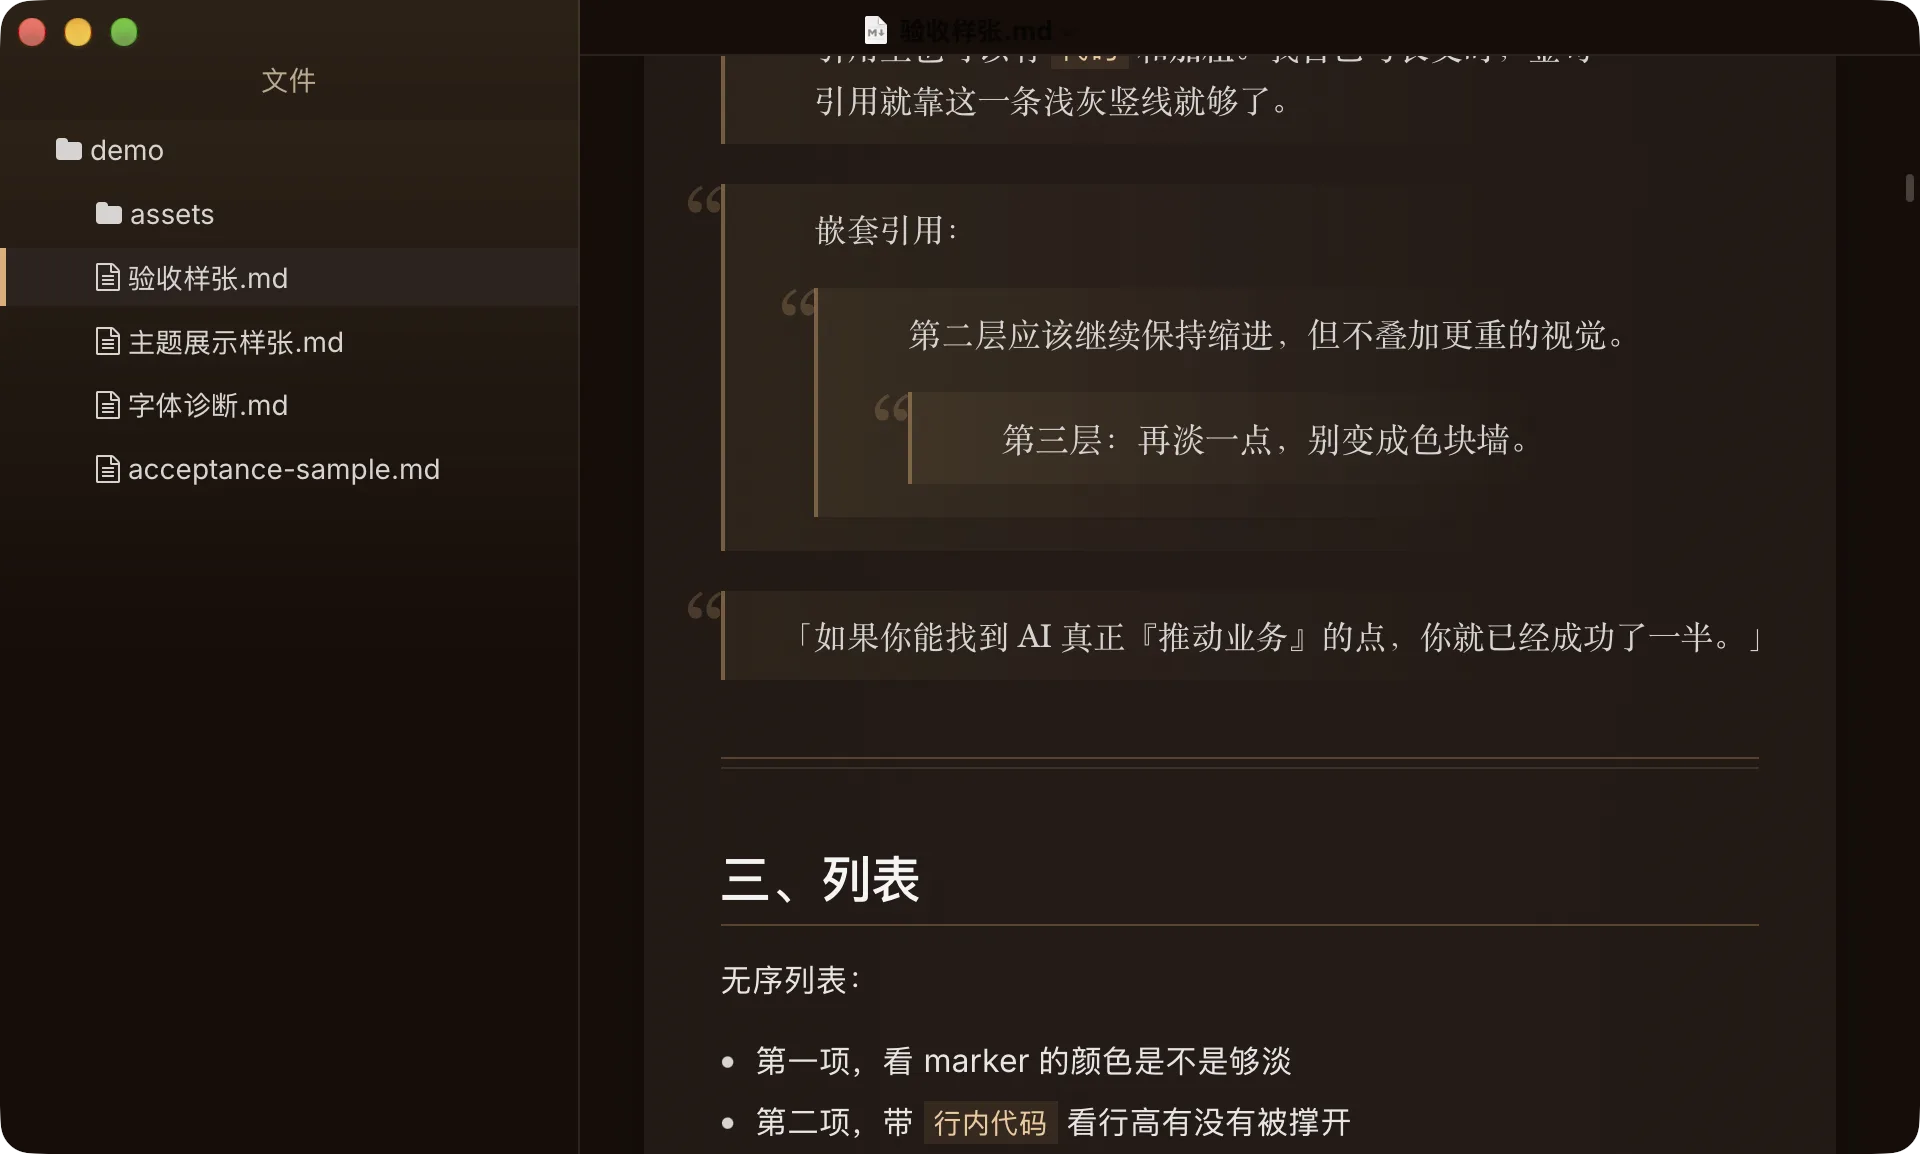 验收样张.md
文件
demo
assets
验收样张.md
主题展示样张.md
字体诊断.md
acceptance-sample.md
引用就靠这一条浅灰竖线就够了。
“
嵌套引用：
“
第二层应该继续保持缩进，但不叠加更重的视觉。
“
第三层：再淡一点，别变成色块墙。
“
「如果你能找到 AI 真正『推动业务』的点，你就已经成功了一半。」
三、列表
无序列表：
• 第一项，看 marker 的颜色是不是够淡
• 第二项，带 行内代码 看行高有没有被撑开